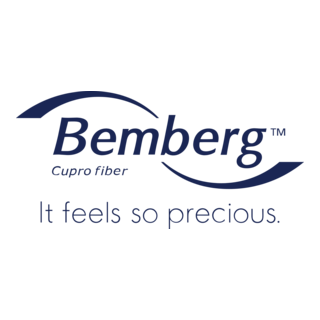 Bemberg™
Cupro fiber
It feels so precious.